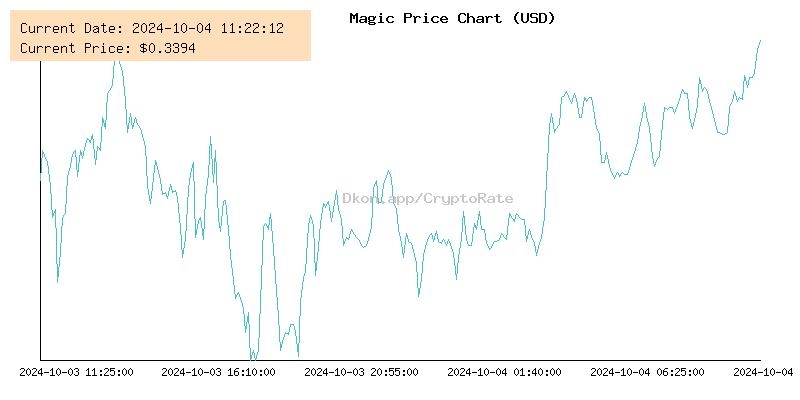 Magic Price Chart (USD)
Current Date: 2024-10-04 11:22:12
Current Price: $0.3394
Dkon.app/CryptoRate
2024-10-03 11:25:00 2024-10-03 16:10:00 2024-10-03 20:55:00 2024-10-04 01:40:00 2024-10-04 06:25:00 2024-10-04